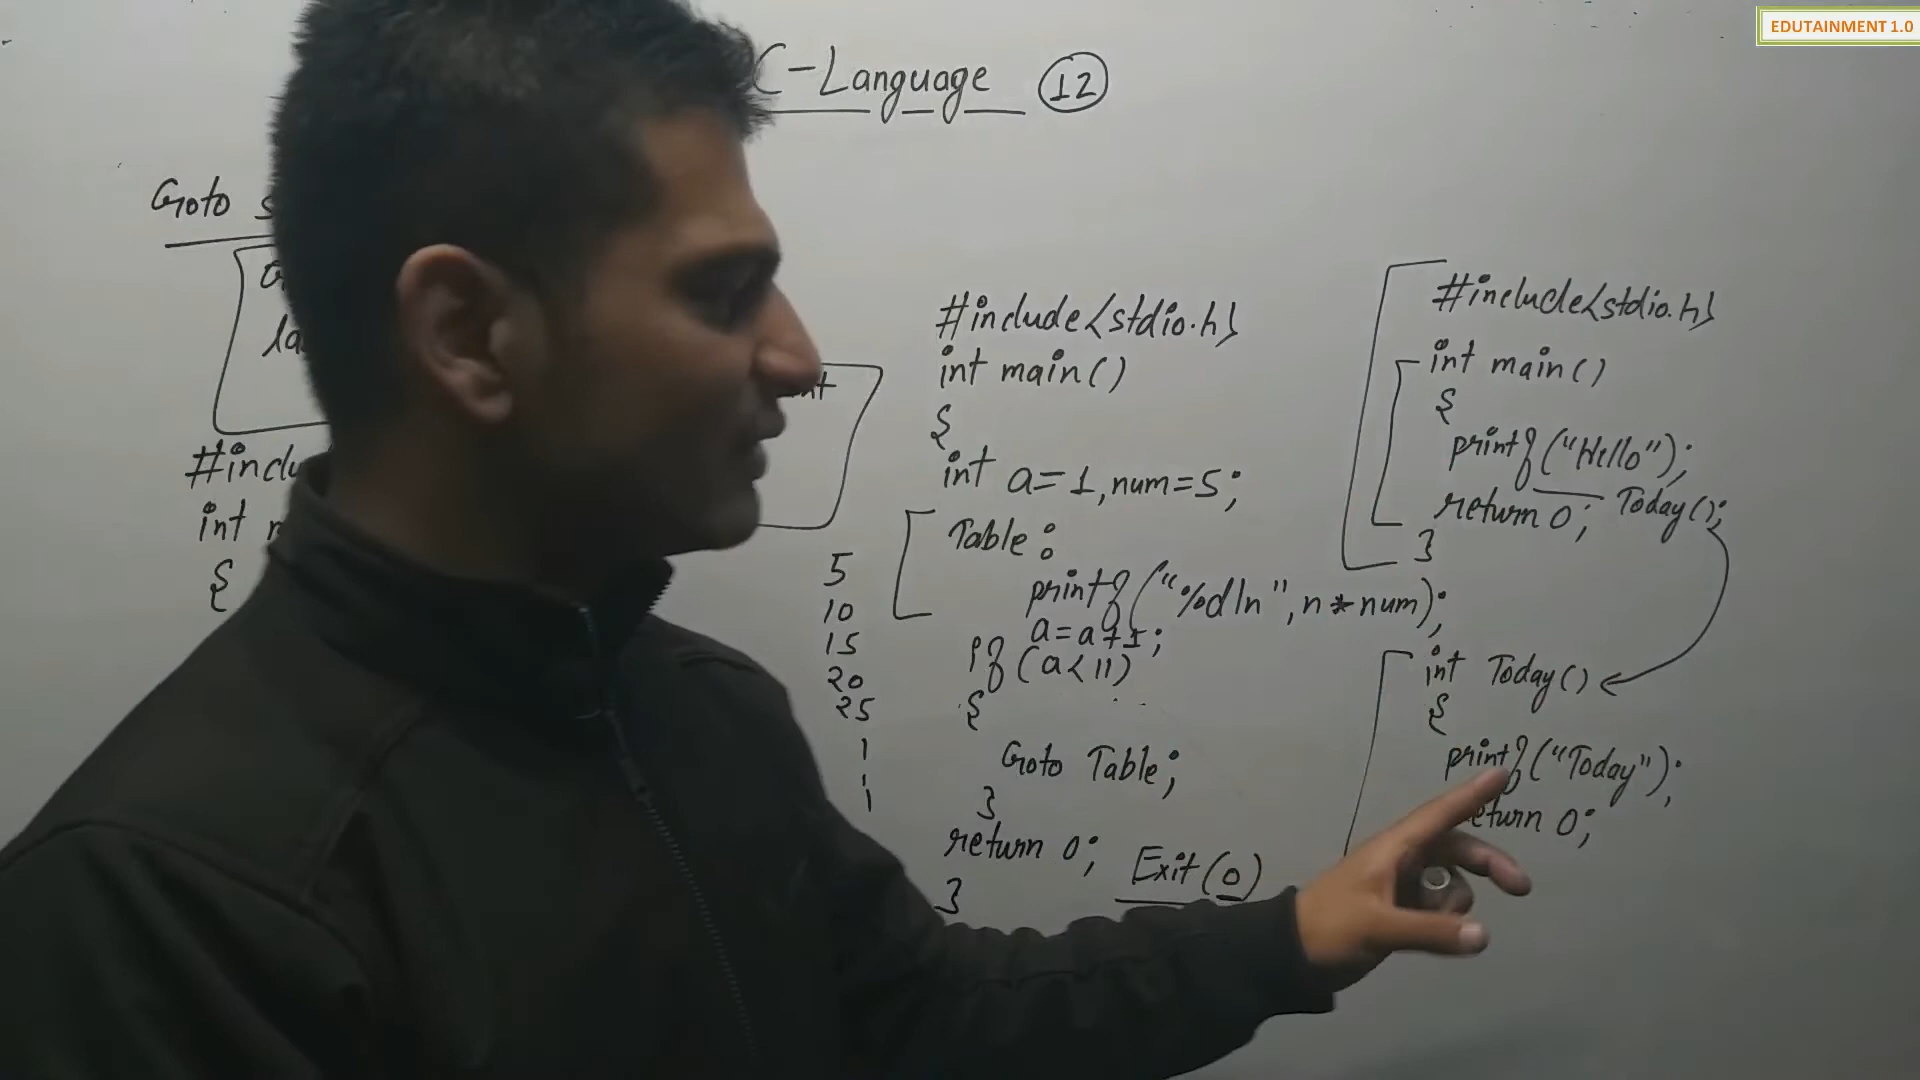 EDUTAINMENT 1.0
C-Language 12
Goto
#inclu
int
{
#include<stdio.h>
int main()
{
int a=1,num=5;
Table:
printf("%d\n", n*num);
a=a+1;
if (a<11)
{
Goto Table;
}
return 0;
}
Exit(0)
5
10
15
20
25
#include<stdio.h>
int main()
{
printf("Hello");
return 0; Today();
}
int Today()
{
printf("Today");
return 0;